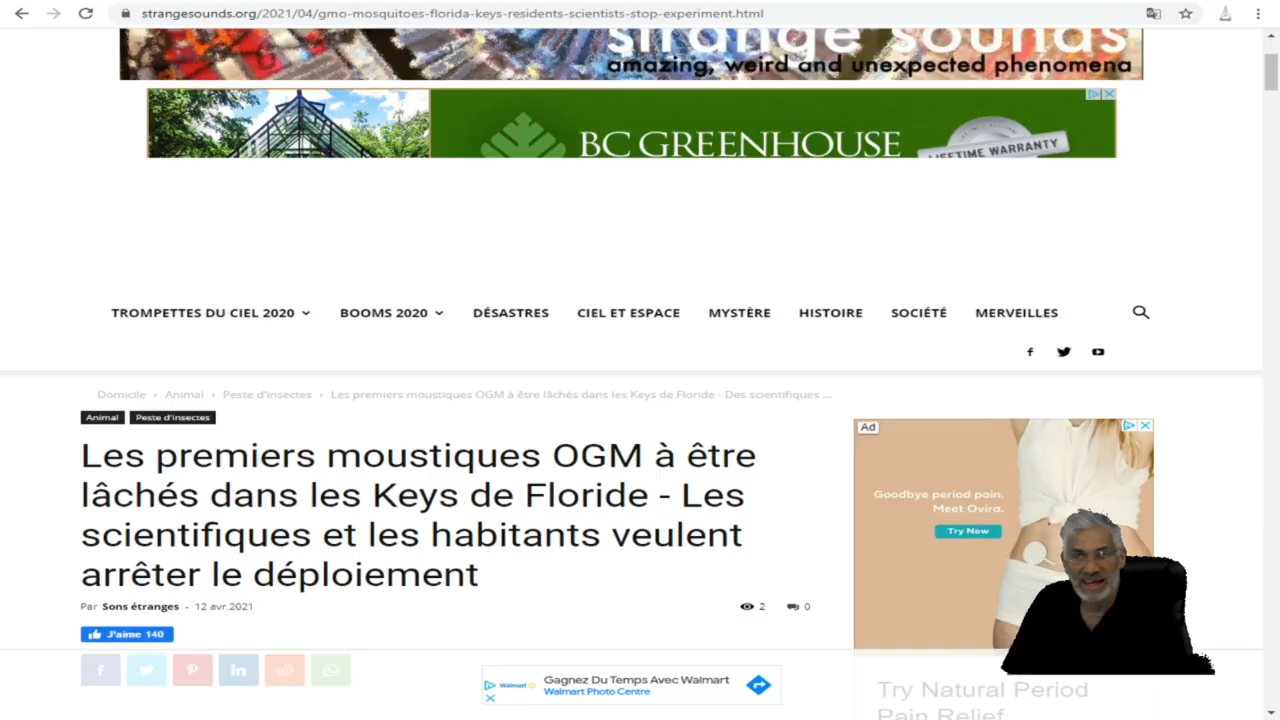 strangesounds.org/2021/04/gmo-mosquitoes-florida-keys-residents-scientists-stop-experiment.html
strange sounds
amazing, weird and unexpected phenomena
BC GREENHOUSE
LIFETIME WARRANTY
TROMPETTES DU CIEL 2020 BOOMS 2020 DÉSASTRES CIEL ET ESPACE MYSTÈRE HISTOIRE SOCIÉTÉ MERVEILLES
Domicile › Animal › Peste d'insectes › Les premiers moustiques OGM à être lâchés dans les Keys de Floride - Des scientifiques ...
Animal Peste d'insectes
Les premiers moustiques OGM à être
lâchés dans les Keys de Floride - Les
scientifiques et les habitants veulent
arrêter le déploiement
Par Sons étranges - 12 avr.2021 2 0
J'aime 140
Ad
Goodbye period pain.
Meet Ovira.
Try Now
Walmart
Gagnez Du Temps Avec Walmart
Walmart Photo Centre
Try Natural Period
Pain Relief